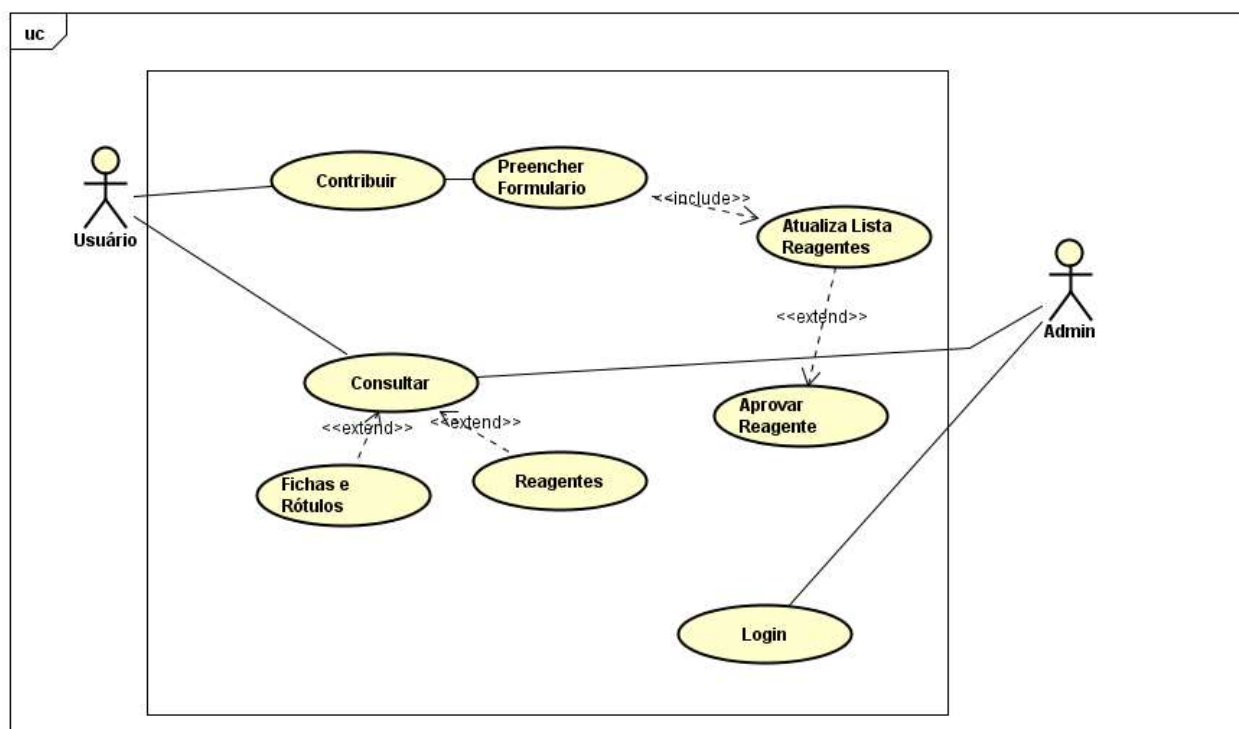 uc
Contribuir
Preencher
Formulario
<<include>>
Usuário
Atualiza Lista
Reagentes
<<extend>>
Admin
Consultar
Aprovar
Reagente
<<extend>>
<<extend>>
Fichas e
Rótulos
Reagentes
Login